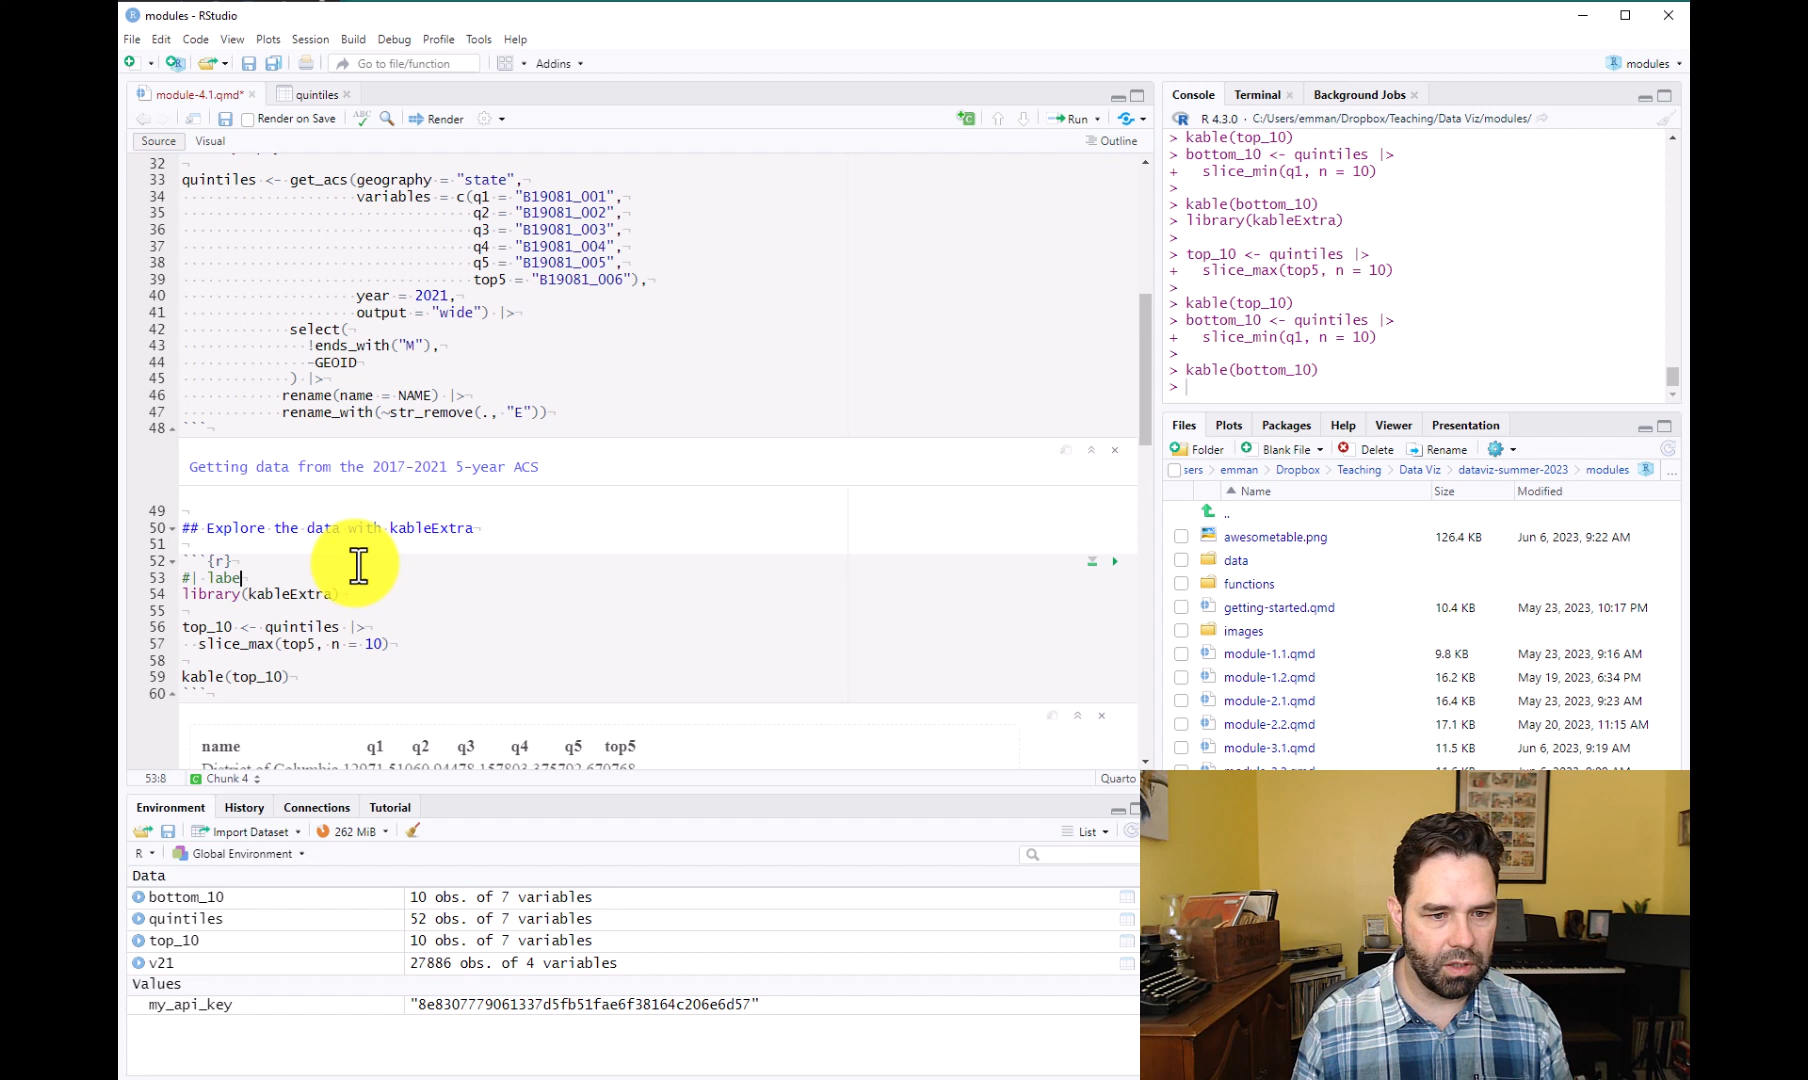 modules - RStudio
File Edit Code View Plots Session Build Debug Profile Tools Help
Go to file/function Addins modules
module-4.1.qmd* quintiles
Render on Save ABC Render Run
Source Visual Outline
32
33 quintiles <- get_acs(geography = "state",
34 variables = c(q1 = "B19081_001",
35 q2 = "B19081_002",
36 q3 = "B19081_003",
37 q4 = "B19081_004",
38 q5 = "B19081_005",
39 top5 = "B19081_006"),
40 year = 2021,
41 output = "wide") |>
42 select(
43 !ends_with("M"),
44 -GEOID
45 ) |>
46 rename(name = NAME) |>
47 rename_with(~str_remove(., "E"))
48 ```
Getting data from the 2017-2021 5-year ACS
49
50 ## Explore the data with kableExtra
51
52 ```{r}
53 #| labe
54 library(kableExtra)
55
56 top_10 <- quintiles |>
57 slice_max(top5, n = 10)
58
59 kable(top_10)
60 ```
name q1 q2 q3 q4 q5 top5
District of Columbia 12971 51060 94478 157803 375792 670768
53:8 Chunk 4 Quarto
Environment History Connections Tutorial
Import Dataset 262 MiB List
R Global Environment
Data
bottom_10 10 obs. of 7 variables
quintiles 52 obs. of 7 variables
top_10 10 obs. of 7 variables
v21 27886 obs. of 4 variables
Values
my_api_key "8e8307779061337d5fb51fae6f38164c206e6d57"
Console Terminal Background Jobs
R 4.3.0 · C:/Users/emman/Dropbox/Teaching/Data Viz/modules/
> kable(top_10)
> bottom_10 <- quintiles |>
+ slice_min(q1, n = 10)
>
> kable(bottom_10)
> library(kableExtra)
>
> top_10 <- quintiles |>
+ slice_max(top5, n = 10)
>
> kable(top_10)
> bottom_10 <- quintiles |>
+ slice_min(q1, n = 10)
>
> kable(bottom_10)
>
Files Plots Packages Help Viewer Presentation
Folder Blank File Delete Rename
sers emman Dropbox Teaching Data Viz dataviz-summer-2023 modules ...
Name Size Modified
..
awesometable.png 126.4 KB Jun 6, 2023, 9:22 AM
data
functions
getting-started.qmd 10.4 KB May 23, 2023, 10:17 PM
images
module-1.1.qmd 9.8 KB May 23, 2023, 9:16 AM
module-1.2.qmd 16.2 KB May 19, 2023, 6:34 PM
module-2.1.qmd 16.4 KB May 23, 2023, 9:23 AM
module-2.2.qmd 17.1 KB May 20, 2023, 11:15 AM
module-3.1.qmd 11.5 KB Jun 6, 2023, 9:19 AM